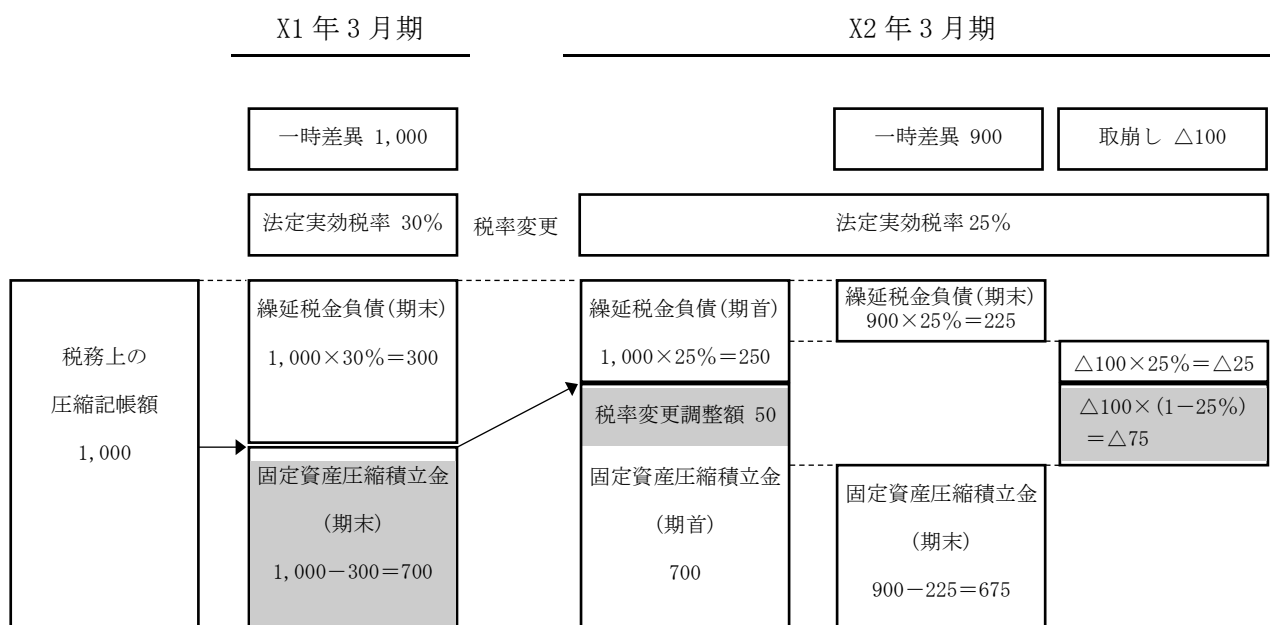 X1 年 3 月期
X2 年 3 月期
一時差異 1,000
一時差異 900
取崩し △100
法定実効税率 30%
税率変更
法定実効税率 25%
税務上の
圧縮記帳額
1,000
繰延税金負債(期末)
1,000×30%＝300
固定資産圧縮積立金
(期末)
1,000－300＝700
繰延税金負債(期首)
1,000×25%＝250
税率変更調整額 50
固定資産圧縮積立金
(期首)
700
繰延税金負債(期末)
900×25%＝225
固定資産圧縮積立金
(期末)
900－225＝675
△100×25%＝△25
△100×(1－25%)
＝△75